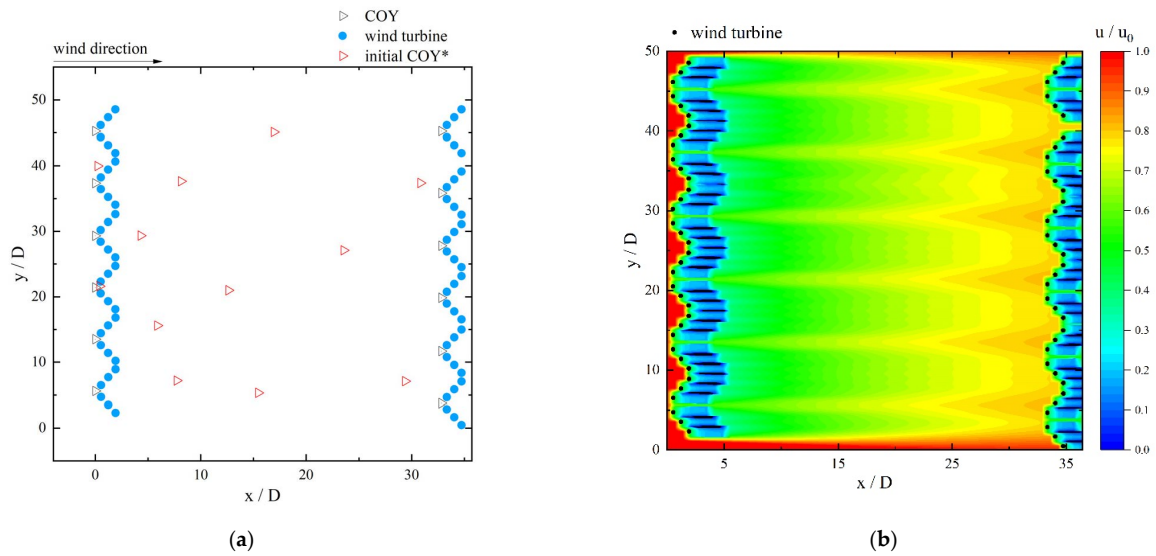 COY
wind turbine
initial COY*
wind direction
50
40
30
20
10
0
y / D
0
10
20
30
x / D
(a)
wind turbine
u / u0
50
40
30
20
10
0
y / D
5
15
25
35
x / D
1.0
0.9
0.8
0.7
0.6
0.5
0.4
0.3
0.2
0.1
0.0
(b)